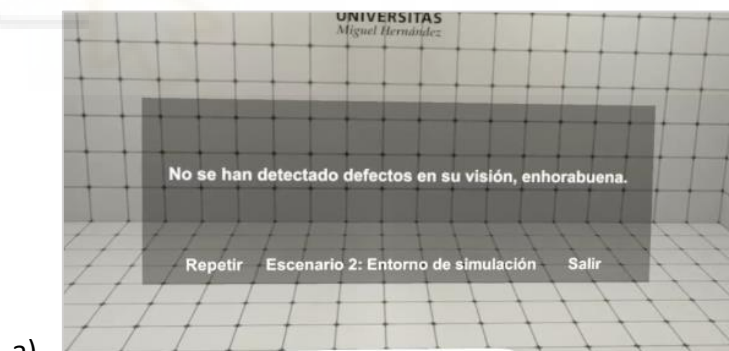 UNIVERSITAS
Miguel Hernández
No se han detectado defectos en su visión, enhorabuena.
Repetir Escenario 2: Entorno de simulación Salir
a)